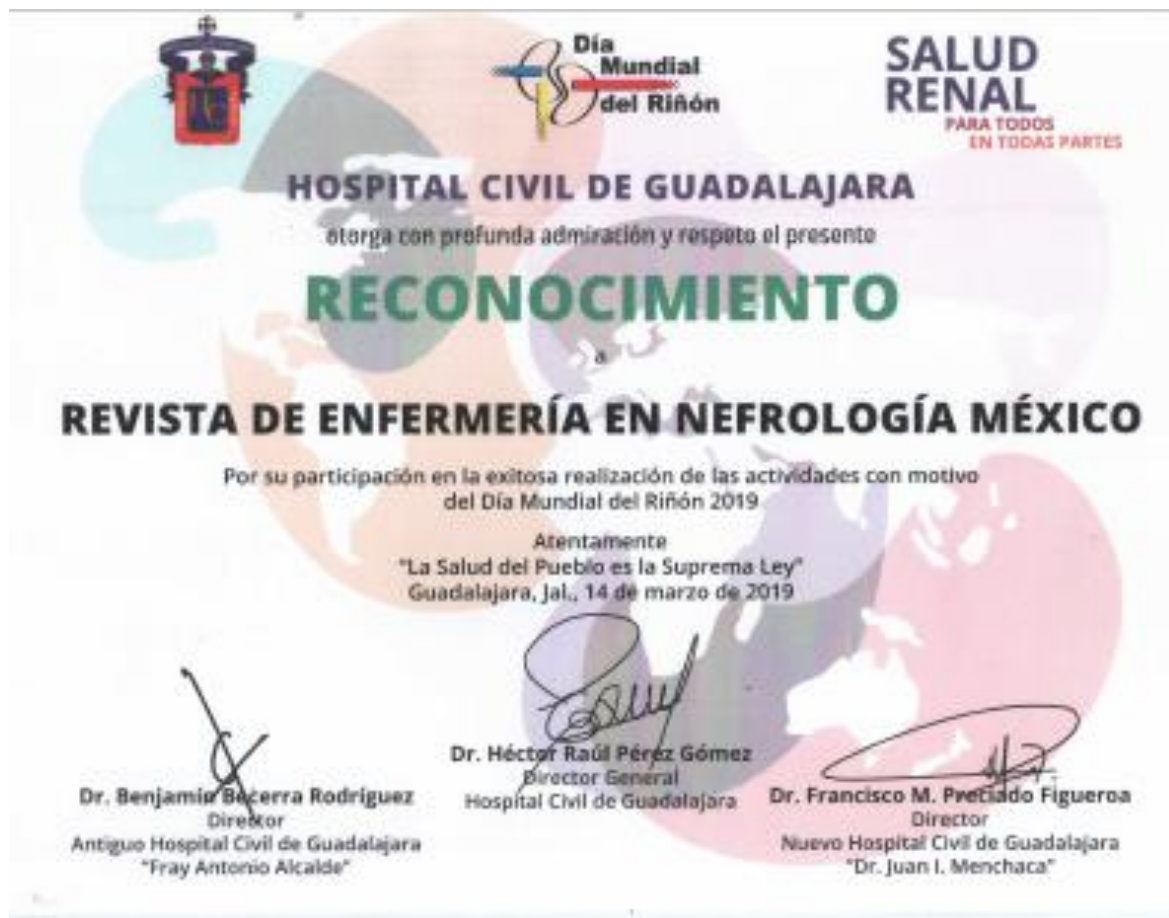 Día
Mundial
del Riñón
SALUD
RENAL
PARA TODOS
EN TODAS PARTES
HOSPITAL CIVIL DE GUADALAJARA
otorga con profunda admiración y respeto el presente
RECONOCIMIENTO
a
REVISTA DE ENFERMERÍA EN NEFROLOGÍA MÉXICO
Por su participación en la exitosa realización de las actividades con motivo
del Día Mundial del Riñón 2019
Atentamente
"La Salud del Pueblo es la Suprema Ley"
Guadalajara, Jal., 14 de marzo de 2019
Dr. Benjamin Becerra Rodríguez
Director
Antiguo Hospital Civil de Guadalajara
"Fray Antonio Alcalde"
Dr. Héctor Raúl Pérez Gómez
Director General
Hospital Civil de Guadalajara
Dr. Francisco M. Preciado Figueroa
Director
Nuevo Hospital Civil de Guadalajara
"Dr. Juan I. Menchaca"